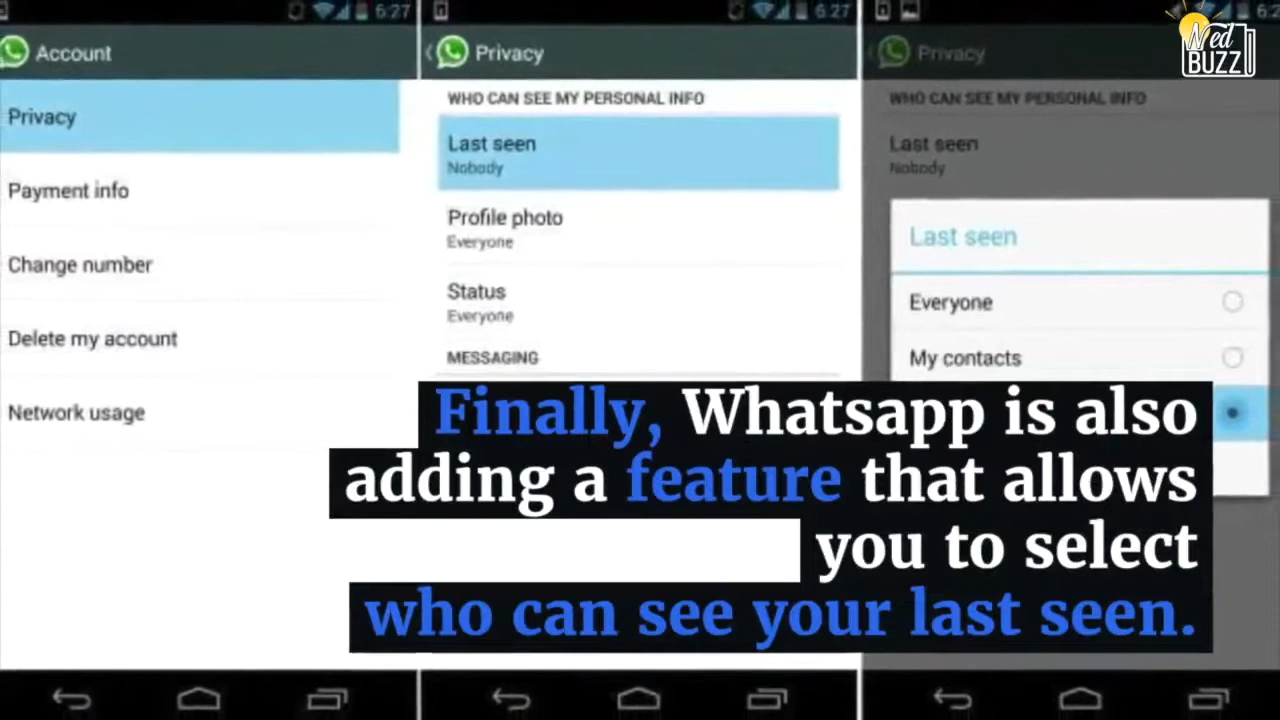 6:27
Account
Privacy
Payment info
Change number
Delete my account
Network usage
6:27
Privacy
WHO CAN SEE MY PERSONAL INFO
Last seen
Nobody
Profile photo
Everyone
Status
Everyone
MESSAGING
Privacy
WHO CAN SEE MY PERSONAL INFO
Last seen
Nobody
Last seen
Everyone
My contacts
Ned
BUZZ
Finally, Whatsapp is also
adding a feature that allows
you to select
who can see your last seen.